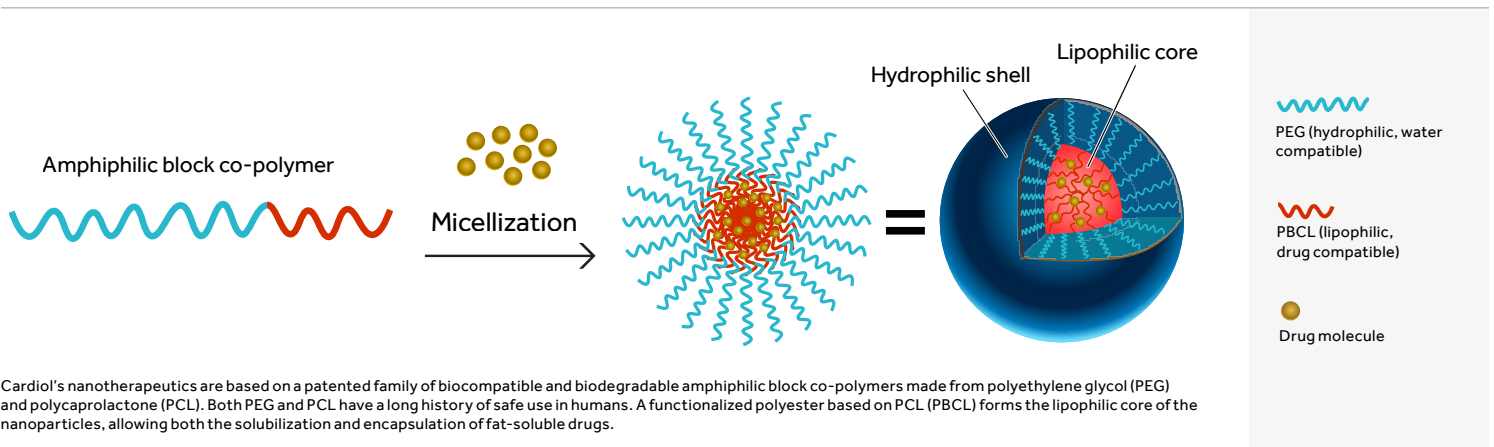 Lipophilic core
Hydrophilic shell
Amphiphilic block co-polymer
Micellization
PEG (hydrophilic, water
compatible)
PBCL (lipophilic,
drug compatible)
Drug molecule
Cardiol's nanotherapeutics are based on a patented family of biocompatible and biodegradable amphiphilic block co-polymers made from polyethylene glycol (PEG)
and polycaprolactone (PCL). Both PEG and PCL have a long history of safe use in humans. A functionalized polyester based on PCL (PBCL) forms the lipophilic core of the
nanoparticles, allowing both the solubilization and encapsulation of fat-soluble drugs.